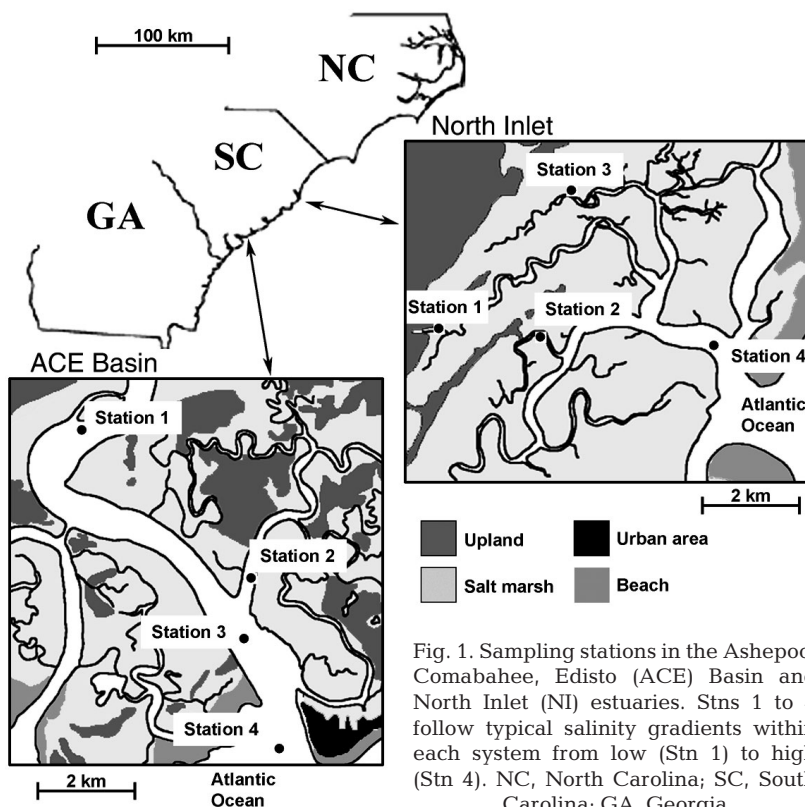 100 km
NC
SC
GA
North Inlet
Station 3
Station 1
Station 2
Station 4
Atlantic
Ocean
2 km
ACE Basin
Station 1
Station 2
Station 3
Station 4
2 km
Atlantic
Ocean
Upland
Urban area
Salt marsh
Beach
Fig. 1. Sampling stations in the Ashepoo
Comabahee, Edisto (ACE) Basin and
North Inlet (NI) estuaries. Stns 1 to
follow typical salinity gradients within
each system from low (Stn 1) to high
(Stn 4). NC, North Carolina; SC, South
Carolina; GA, Georgia